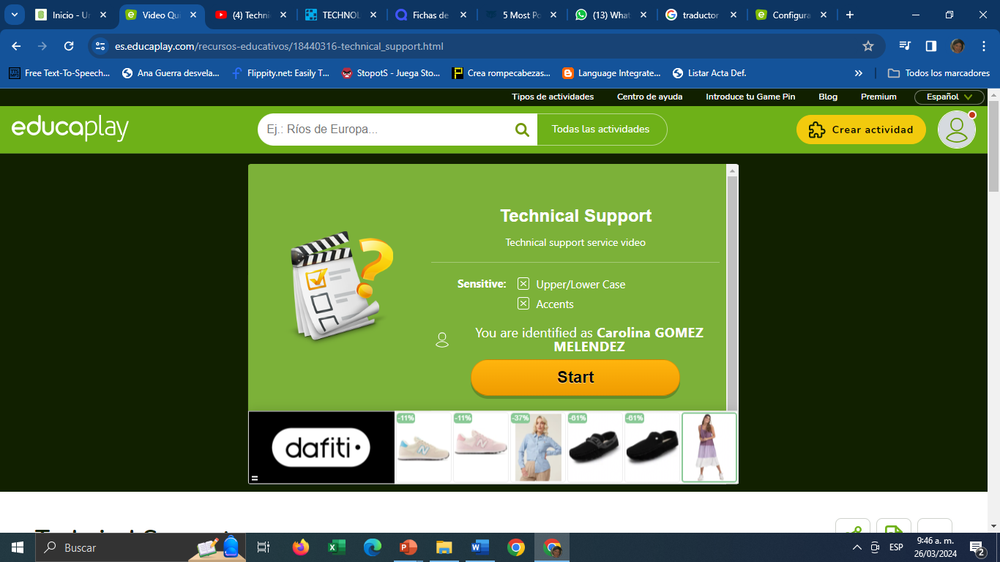 Inicio - Ur
Video Qui
(4) Techni
TECHNOL
Fichas de
5 Most Po
(13) What
traductor
Configura
es.educaplay.com/recursos-educativos/18440316-technical_support.html
Free Text-To-Speech...
Ana Guerra desvela...
Flippity.net: Easily T...
StopotS - Juega Sto...
Crea rompecabezas...
Language Integrate...
Listar Acta Def.
Todos los marcadores
Tipos de actividades
Centro de ayuda
Introduce tu Game Pin
Blog
Premium
Español
educaplay
Ej.: Ríos de Europa...
Todas las actividades
Crear actividad
Technical Support
Technical support service video
Sensitive:
Upper/Lower Case
Accents
You are identified as Carolina GOMEZ
MELENDEZ
Start
dafiti
-11%
-11%
-37%
-61%
-61%
Technical Support
Buscar
ESP
9:46 a. m.
26/03/2024
2